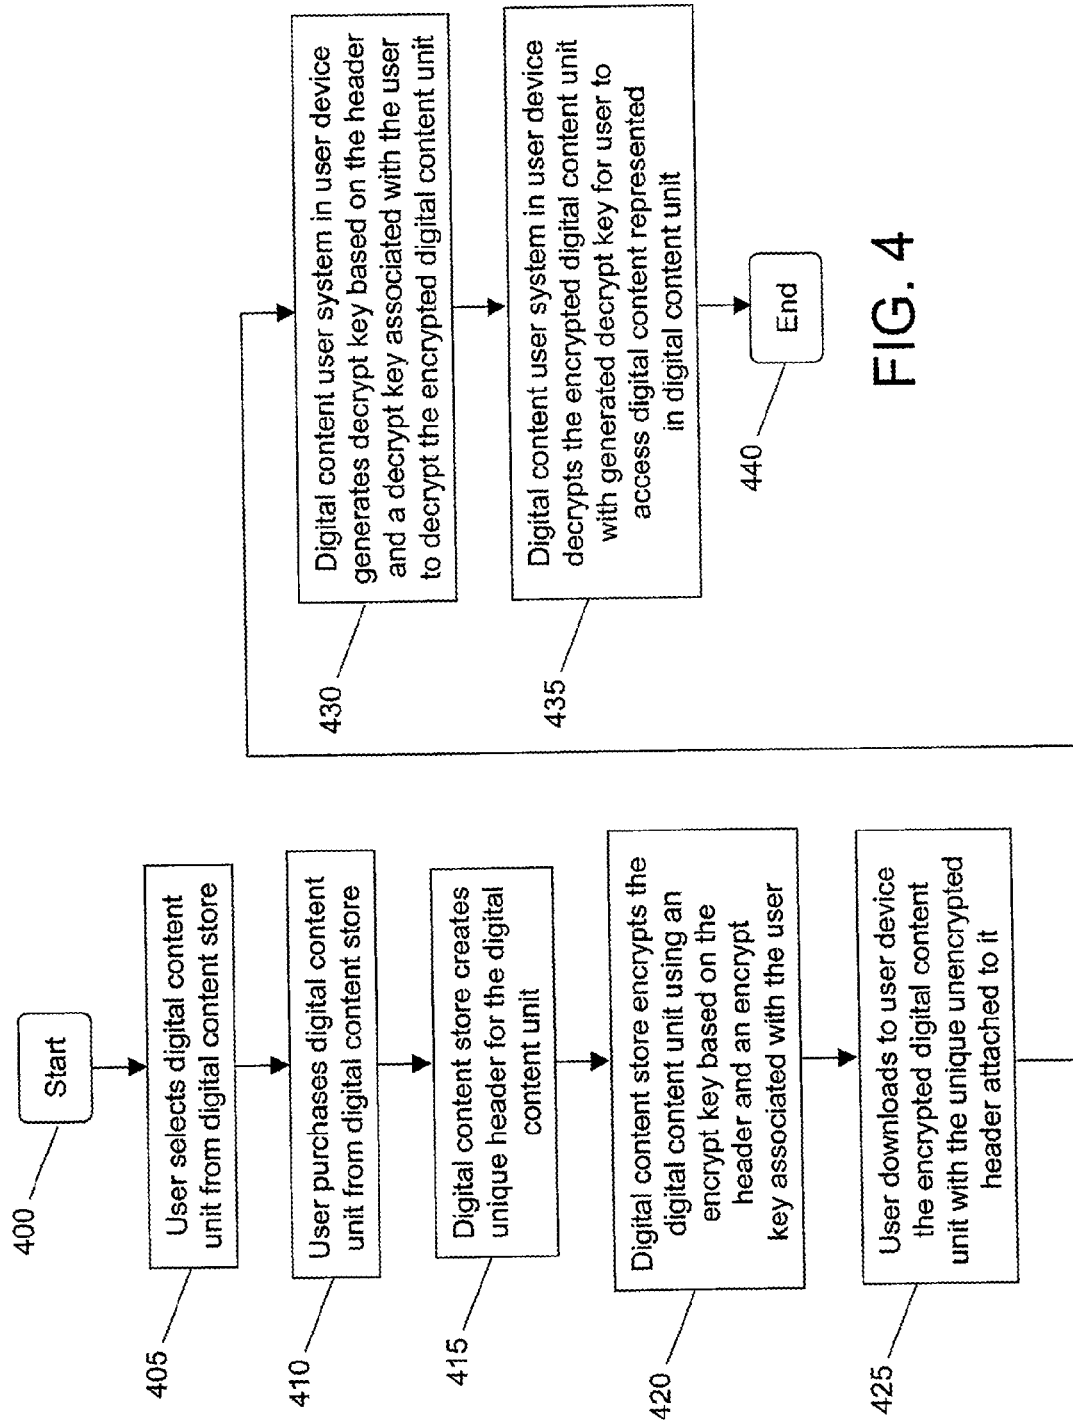 400
Start
405
User selects digital content
unit from digital content store
410
User purchases digital content
unit from digital content store
415
Digital content store creates
unique header for the digital
content unit
420
Digital content store encrypts the
digital content unit using an
encrypt key based on the
header and an encrypt
key associated with the user
425
User downloads to user device
the encrypted digital content
unit with the unique unencrypted
header attached to it
430
Digital content user system in user device
generates decrypt key based on the header
and a decrypt key associated with the user
to decrypt the encrypted digital content unit
435
Digital content user system in user device
decrypts the encrypted digital content unit
with generated decrypt key for user to
access digital content represented
in digital content unit
440
End
FIG. 4